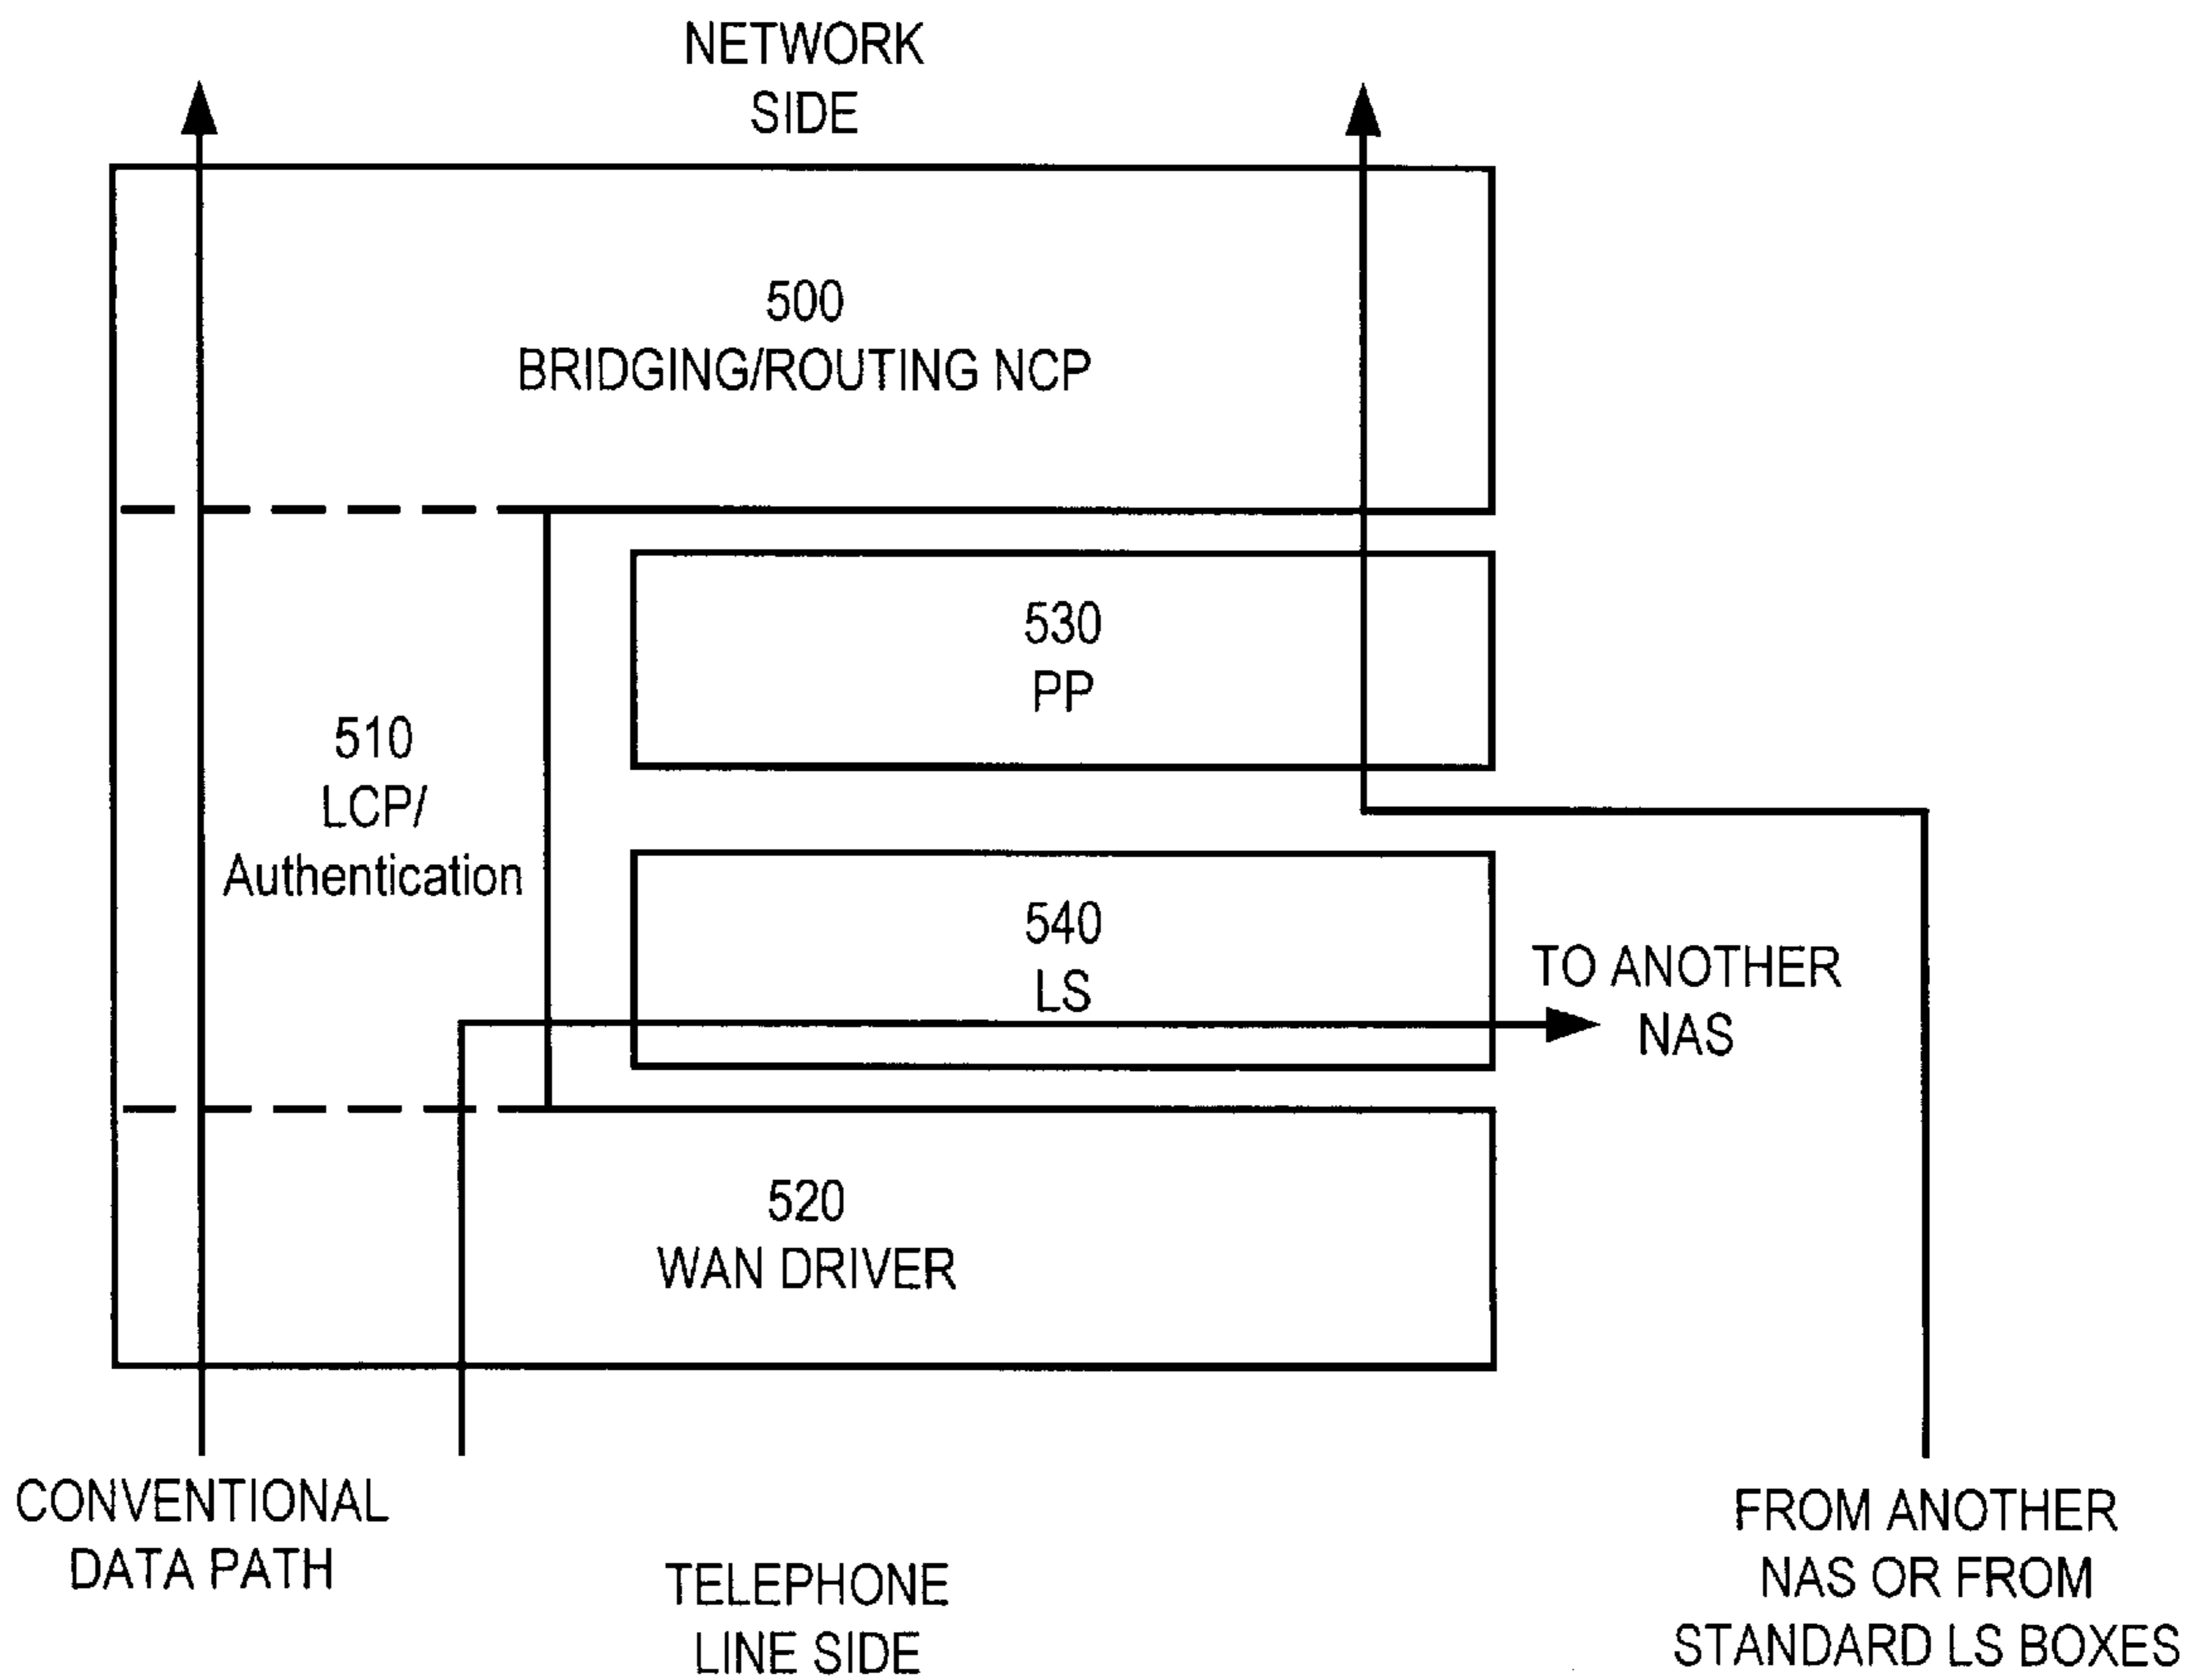 NETWORK
SIDE
500
BRIDGING/ROUTING NCP
530
PP
510
LCP/
Authentication
540
LS
TO ANOTHER
NAS
520
WAN DRIVER
CONVENTIONAL
DATA PATH
TELEPHONE
LINE SIDE
FROM ANOTHER
NAS OR FROM
STANDARD LS BOXES